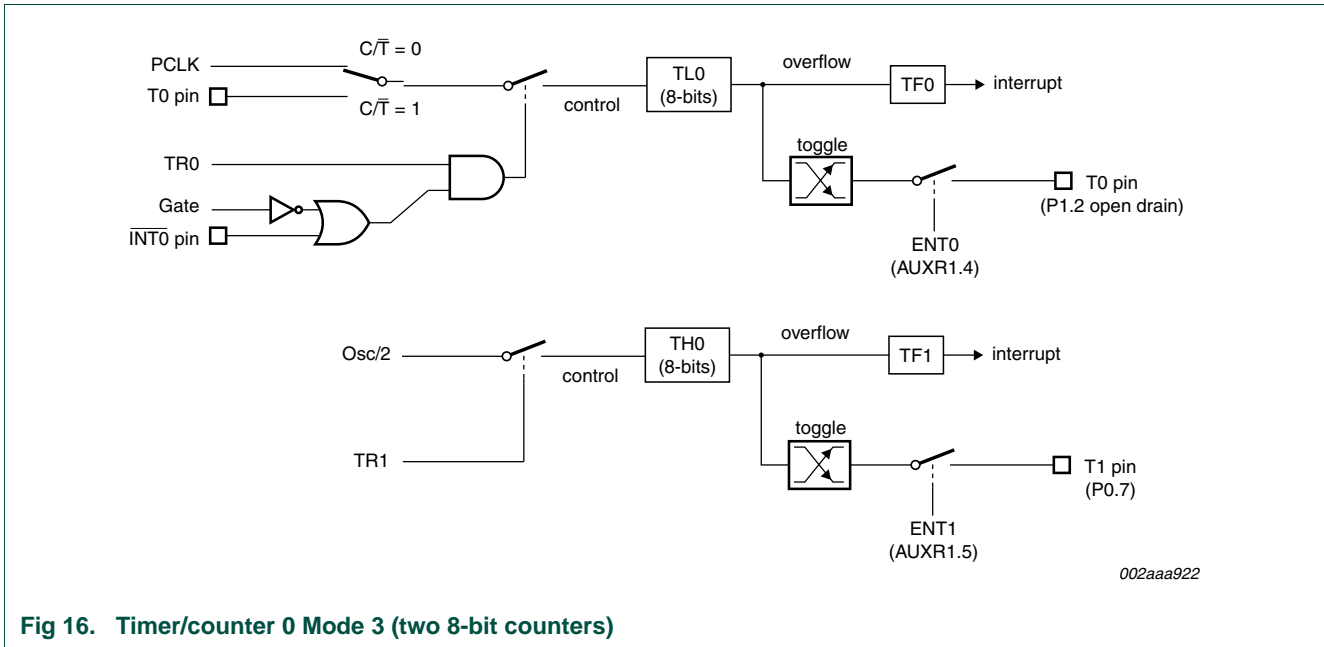 C/T̅ = 0
PCLK
T0 pin
C/T̅ = 1
control
TL0
(8-bits)
overflow
TF0
interrupt
toggle
TR0
Gate
I̅N̅T̅0̅ pin
T0 pin
(P1.2 open drain)
ENT0
(AUXR1.4)
Osc/2
control
TH0
(8-bits)
overflow
TF1
interrupt
toggle
TR1
T1 pin
(P0.7)
ENT1
(AUXR1.5)
002aaa922
Fig 16. Timer/counter 0 Mode 3 (two 8-bit counters)